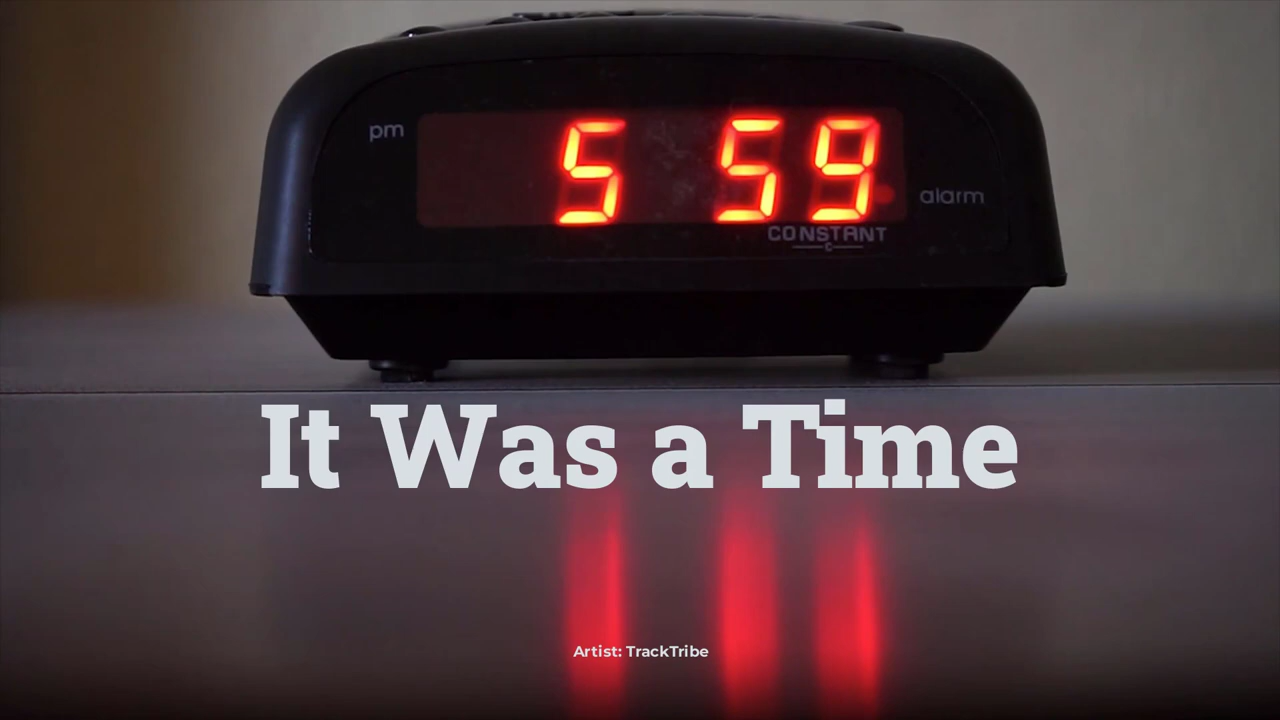 pm
5 59
alarm
CONSTANT
C
It Was a Time
Artist: TrackTribe